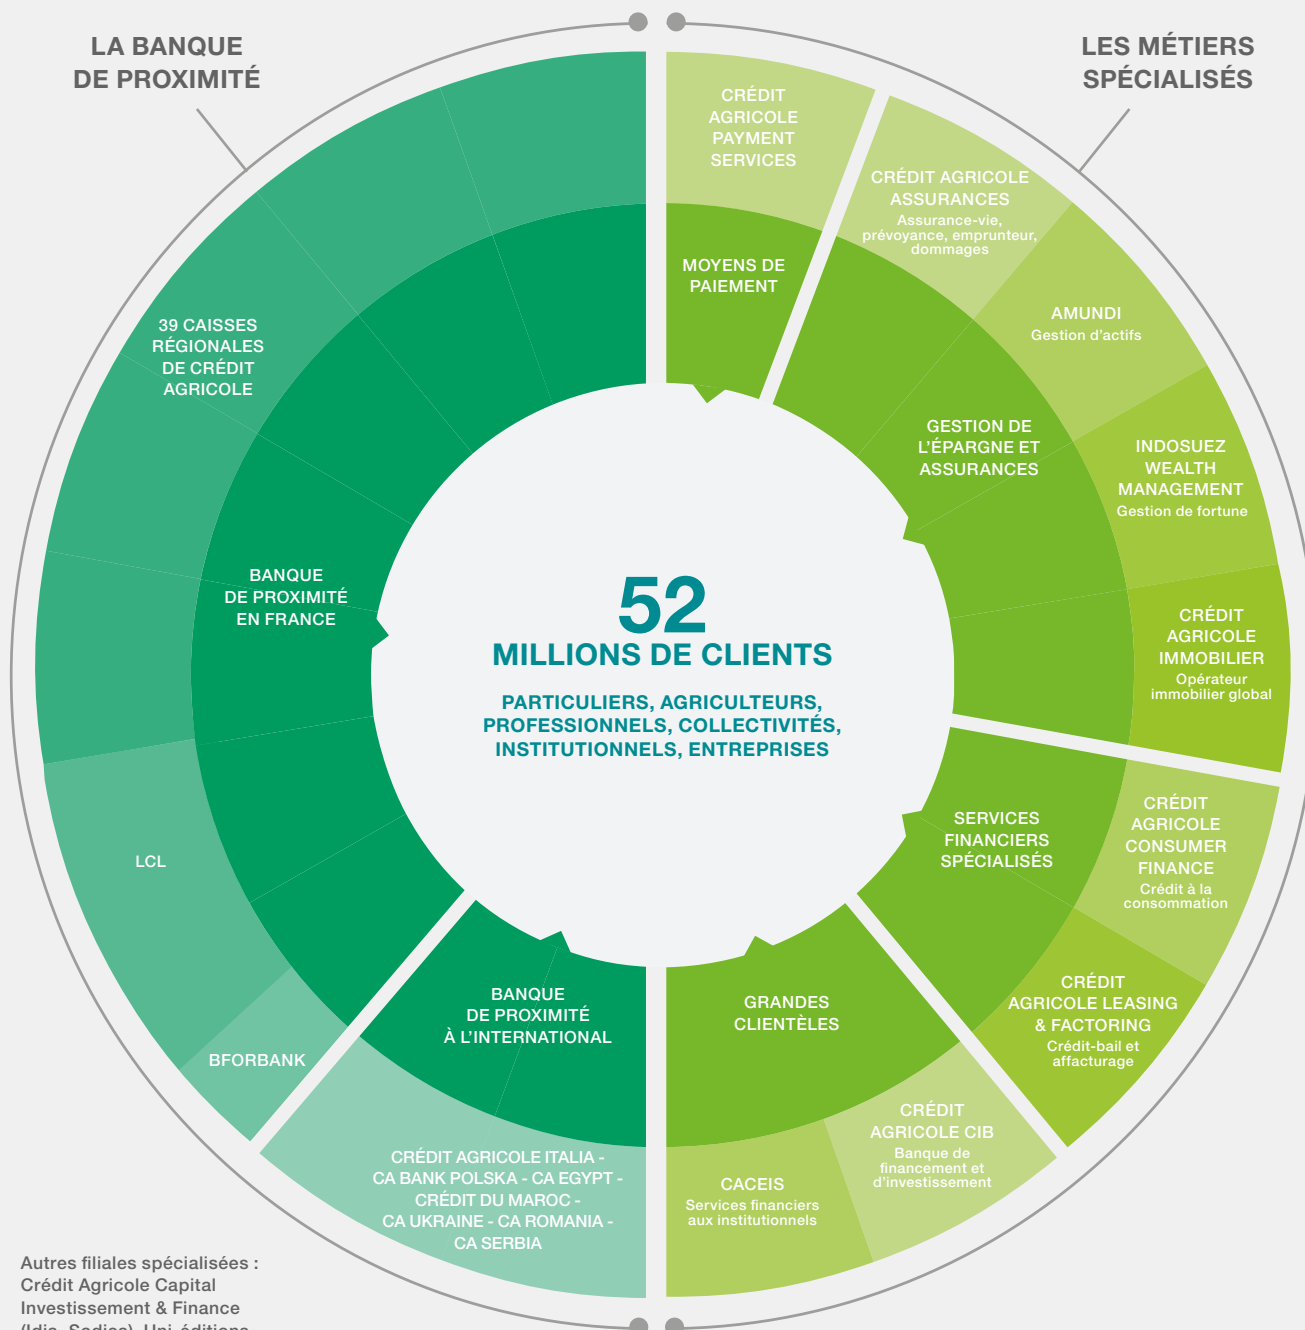 LA BANQUE
DE PROXIMITÉ
LES MÉTIERS
SPÉCIALISÉS
CRÉDIT
AGRICOLE
PAYMENT
SERVICES
MOYENS DE
PAIEMENT
CRÉDIT AGRICOLE
ASSURANCES
Assurance-vie,
prévoyance, emprunteur,
dommages
AMUNDI
Gestion d'actifs
GESTION DE
L'ÉPARGNE ET
ASSURANCES
INDOSUEZ
WEALTH
MANAGEMENT
Gestion de fortune
CRÉDIT
AGRICOLE
IMMOBILIER
Opérateur
immobilier global
39 CAISSES
RÉGIONALES
DE CRÉDIT
AGRICOLE
BANQUE
DE PROXIMITÉ
EN FRANCE
52
MILLIONS DE CLIENTS
PARTICULIERS, AGRICULTEURS,
PROFESSIONNELS, COLLECTIVITÉS,
INSTITUTIONNELS, ENTREPRISES
SERVICES
FINANCIERS
SPÉCIALISÉS
CRÉDIT
AGRICOLE
CONSUMER
FINANCE
Crédit à la
consommation
CRÉDIT
AGRICOLE LEASING
& FACTORING
Crédit-bail et
affacturage
LCL
BFORBANK
BANQUE
DE PROXIMITÉ
À L'INTERNATIONAL
GRANDES
CLIENTÈLES
CRÉDIT
AGRICOLE CIB
Banque de
financement et
d'investissement
CACEIS
Services financiers
aux institutionnels
CRÉDIT AGRICOLE ITALIA -
CA BANK POLSKA - CA EGYPT -
CRÉDIT DU MAROC -
CA UKRAINE - CA ROMANIA -
CA SERBIA
Autres filiales spécialisées :
Crédit Agricole Capital
Investissement & Finance
(Idia, Sodica), Uni-éditions